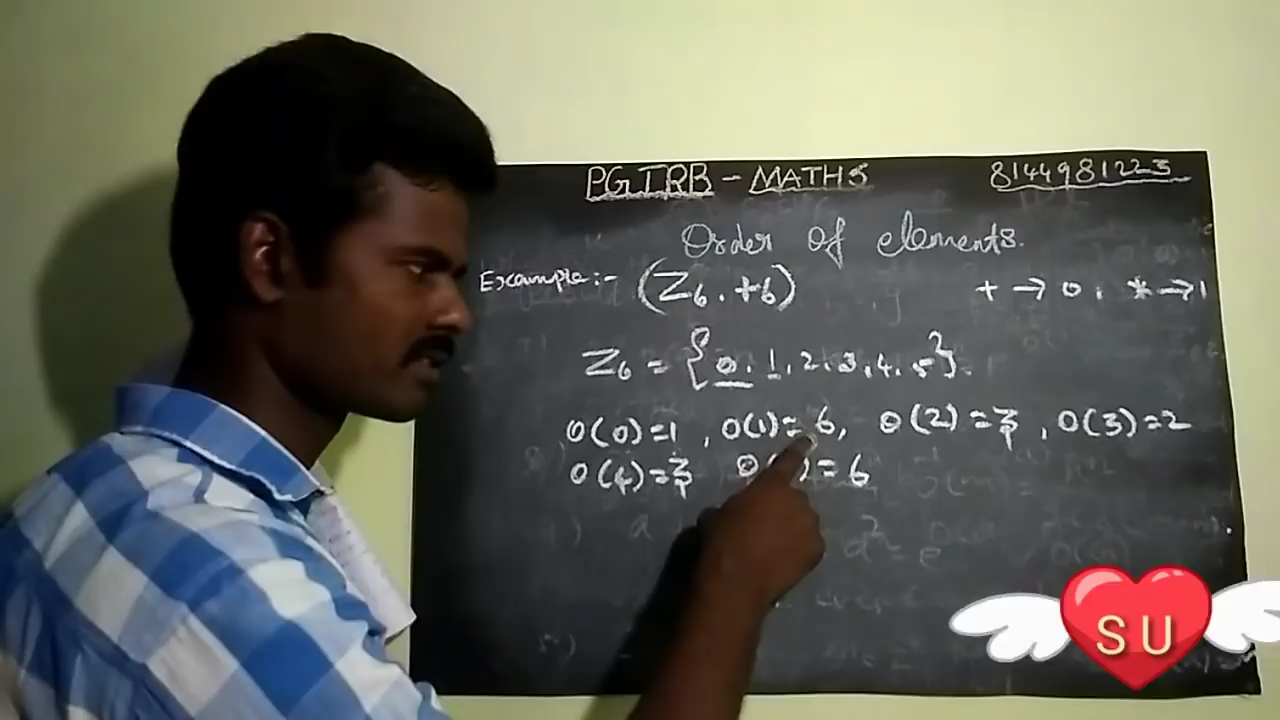 PGTRB - MATHS 8144981223
Order of elements.
Example:- (Z₆, +₆) + → 0, * → 1
Z₆ = {0, 1, 2, 3, 4, 5}.
O(0)=1, O(1)=6, O(2)=3, O(3)=2
O(4)=3 O( )=6
a² = e
SU